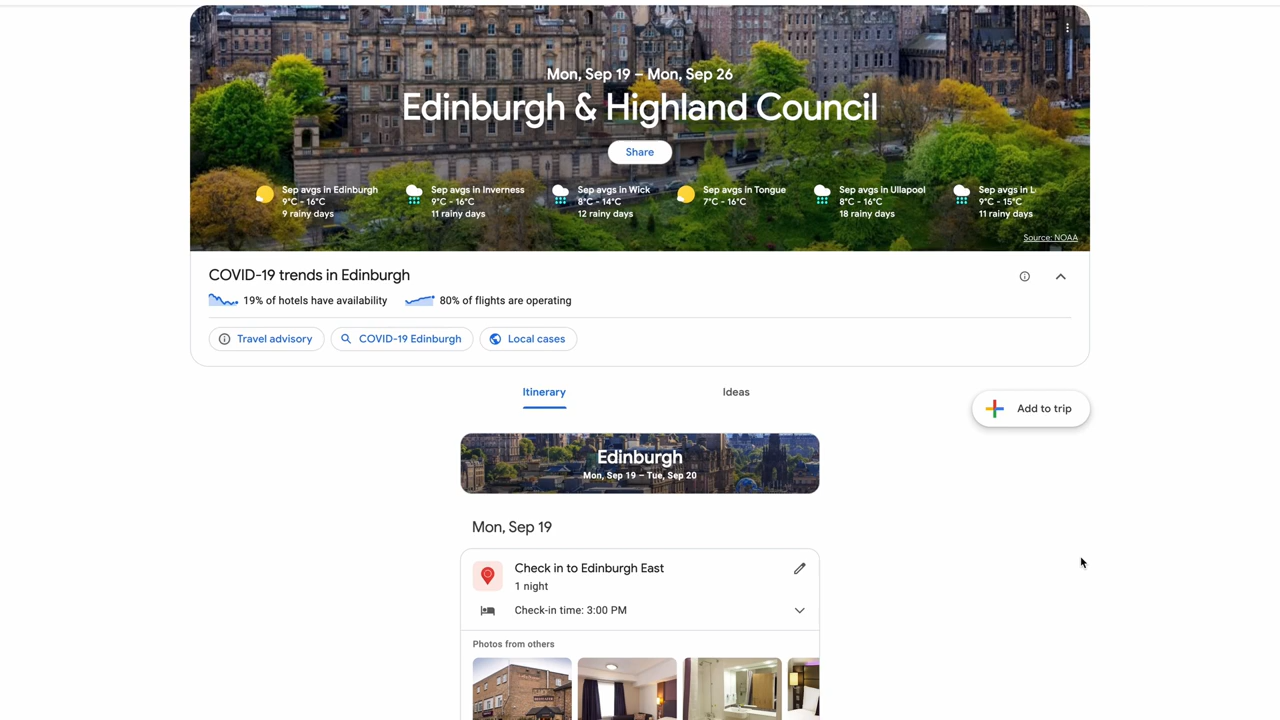 Mon, Sep 19 – Mon, Sep 26
Edinburgh & Highland Council
Share
Sep avgs in Edinburgh
9°C - 16°C
9 rainy days
Sep avgs in Inverness
9°C - 16°C
11 rainy days
Sep avgs in Wick
8°C - 14°C
12 rainy days
Sep avgs in Tongue
7°C - 16°C
Sep avgs in Ullapool
8°C - 16°C
18 rainy days
Sep avgs in L
9°C - 15°C
11 rainy days
Source: NOAA
COVID-19 trends in Edinburgh
19% of hotels have availability
80% of flights are operating
Travel advisory
COVID-19 Edinburgh
Local cases
Itinerary
Ideas
Add to trip
Edinburgh
Mon, Sep 19 – Tue, Sep 20
Mon, Sep 19
Check in to Edinburgh East
1 night
Check-in time: 3:00 PM
Photos from others